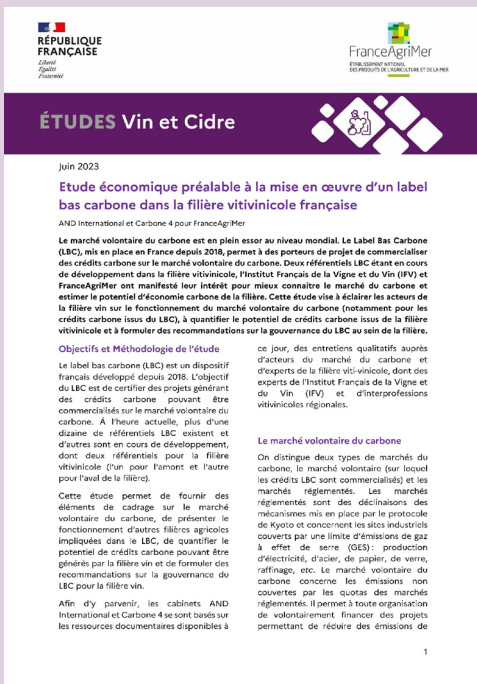 RÉPUBLIQUE
FRANÇAISE
Liberté
Égalité
Fraternité
FranceAgriMer
ÉTABLISSEMENT NATIONAL
DES PRODUITS DE L'AGRICULTURE ET DE LA MER
ÉTUDES Vin et Cidre
Juin 2023
Etude économique préalable à la mise en œuvre d'un label
bas carbone dans la filière vitivinicole française
AND International et Carbone 4 pour FranceAgriMer
Le marché volontaire du carbone est en plein essor au niveau mondial. Le Label Bas Carbone
(LBC), mis en place en France depuis 2018, permet à des porteurs de projet de commercialiser
des crédits carbone sur le marché volontaire du carbone. Deux référentiels LBC étant en cours
de développement dans la filière vitivinicole, l'Institut Français de la Vigne et du Vin (IFV) et
FranceAgriMer ont manifesté leur intérêt pour mieux connaitre le marché du carbone et
estimer le potentiel d'économie carbone de la filière. Cette étude vise à éclairer les acteurs de
la filière vin sur le fonctionnement du marché volontaire du carbone (notamment pour les
crédits carbone issus du LBC), à quantifier le potentiel de crédits carbone issus de la filière
vitivinicole et à formuler des recommandations sur la gouvernance du LBC au sein de la filière.
Objectifs et Méthodologie de l'étude
Le label bas carbone (LBC) est un dispositif
français développé depuis 2018. L'objectif
du LBC est de certifier des projets générant
des crédits carbone pouvant être
commercialisés sur le marché volontaire du
carbone. À l'heure actuelle, plus d'une
dizaine de référentiels LBC existent et
d'autres sont en cours de développement,
dont deux référentiels pour la filière
vitivinicole (l'un pour l'amont et l'autre
pour l'aval de la filière).
Cette étude permet de fournir des
éléments de cadrage sur le marché
volontaire du carbone, de présenter le
fonctionnement d'autres filières agricoles
impliquées dans le LBC, de quantifier le
potentiel de crédits carbone pouvant être
générés par la filière vin et de formuler des
recommandations sur la gouvernance du
LBC pour la filière vin.
Afin d'y parvenir, les cabinets AND
International et Carbone 4 se sont basés sur
les ressources documentaires disponibles à
ce jour, des entretiens qualitatifs auprès
d'acteurs du marché du carbone et
d'experts de la filière viti-vinicole, dont des
experts de l'Institut Français de la Vigne et
du Vin (IFV) et d'interprofessions
vitivinicoles régionales.
Le marché volontaire du carbone
On distingue deux types de marchés du
carbone, le marché volontaire (sur lequel
les crédits LBC sont commercialisés) et les
marchés réglementés. Les marchés
réglementés sont des déclinaisons des
mécanismes mis en place par le protocole
de Kyoto et concernent les sites industriels
couverts par une limite d'émissions de gaz
à effet de serre (GES) : production
d'électricité, d'acier, de papier, de verre,
raffinage, etc. Le marché volontaire du
carbone concerne les émissions non
couvertes par les quotas des marchés
réglementés. Il permet à toute organisation
de volontairement financer des projets
permettant de réduire des émissions de
1